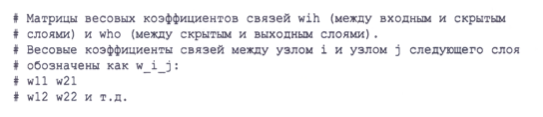 # Матрицы весовых коэффициентов связей wih (между входным и скрытым
# слоями) и who (между скрытым и выходным слоями).
# Весовые коэффициенты связей между узлом i и узлом j следующего слоя
# обозначены как w_i_j:
# w11 w21
# w12 w22 и т.д.